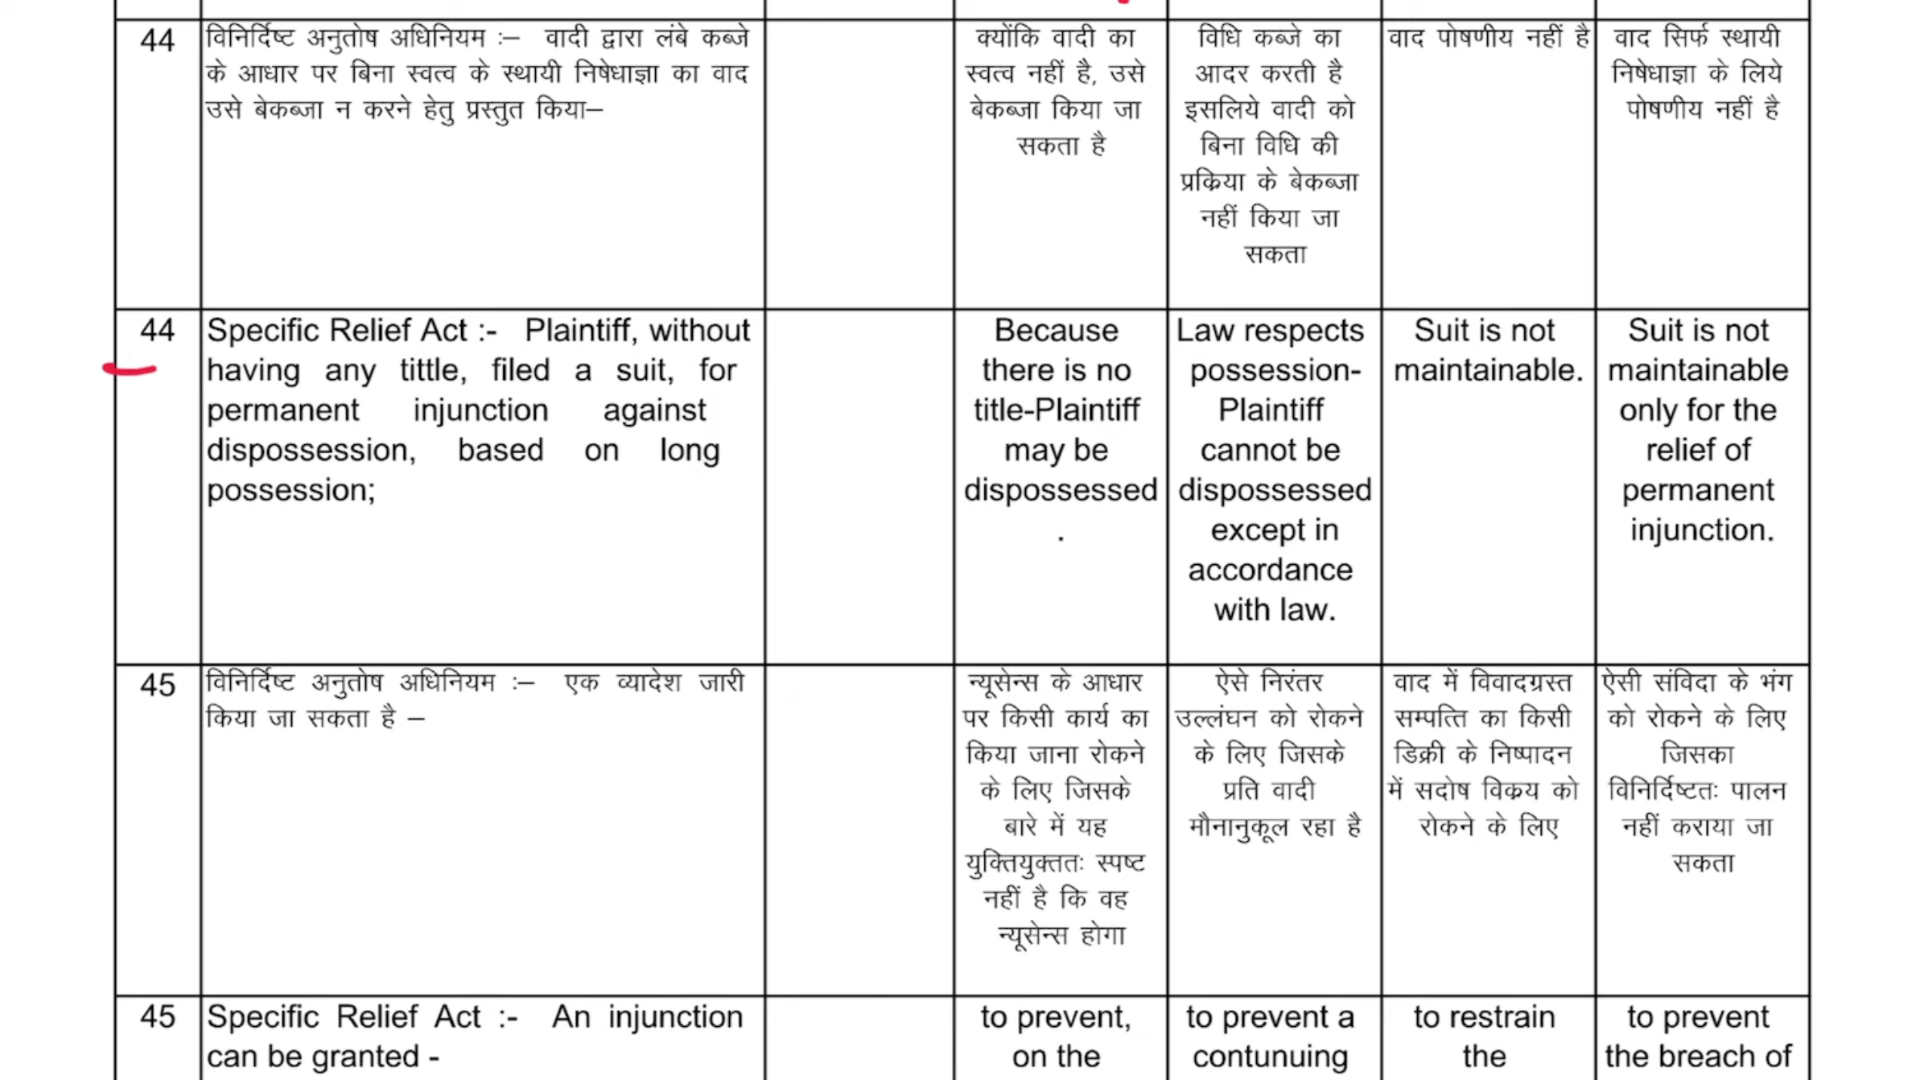 44
विनिर्दिष्ट अनुतोष अधिनियम :– वादी द्वारा लंबे कब्जे
के आधार पर बिना स्वत्व के स्थायी निषेधाज्ञा का वाद
उसे बेकब्जा न करने हेतु प्रस्तुत किया–
क्योंकि वादी का
स्वत्व नहीं है, उसे
बेकब्जा किया जा
सकता है
विधि कब्जे का
आदर करती है
इसलिये वादी को
बिना विधि की
प्रक्रिया के बेकब्जा
नहीं किया जा
सकता
वाद पोषणीय नहीं है
वाद सिर्फ स्थायी
निषेधाज्ञा के लिये
पोषणीय नहीं है
44
Specific Relief Act :- Plaintiff, without
having any tittle, filed a suit, for
permanent injunction against
dispossession, based on long
possession;
Because
there is no
title-Plaintiff
may be
dispossessed
.
Law respects
possession-
Plaintiff
cannot be
dispossessed
except in
accordance
with law.
Suit is not
maintainable.
Suit is not
maintainable
only for the
relief of
permanent
injunction.
45
विनिर्दिष्ट अनुतोष अधिनियम :– एक व्यादेश जारी
किया जा सकता है –
न्यूसेन्स के आधार
पर किसी कार्य का
किया जाना रोकने
के लिए जिसके
बारे में यह
युक्तियुक्ततः स्पष्ट
नहीं है कि वह
न्यूसेन्स होगा
ऐसे निरंतर
उल्लंघन को रोकने
के लिए जिसके
प्रति वादी
मौनानुकूल रहा है
वाद में विवादग्रस्त
सम्पत्ति का किसी
डिक्री के निष्पादन
में सदोष विक्रय को
रोकने के लिए
ऐसी संविदा के भंग
को रोकने के लिए
जिसका
विनिर्दिष्टतः पालन
नहीं कराया जा
सकता
45
Specific Relief Act :- An injunction
can be granted -
to prevent,
on the
to prevent a
contunuing
to restrain
the
to prevent
the breach of